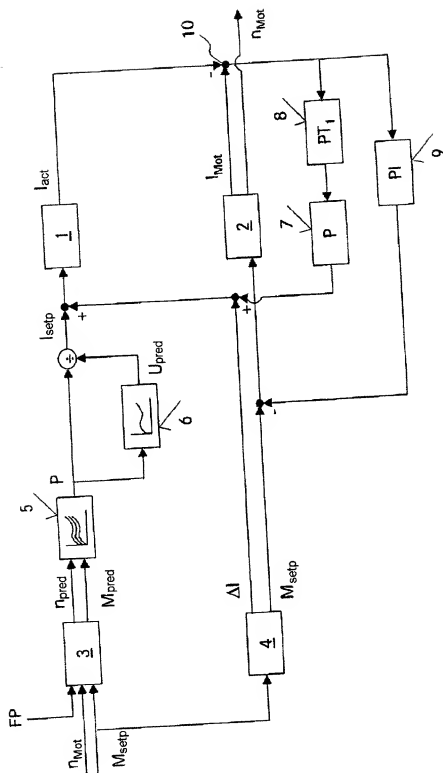 FP
n_Mot
M_setp
3
n_pred
M_pred
5
P
6
U_pred
÷
I_setp
+
1
I_act
-
10
n_Mot
I_Mot
2
4
ΔI
M_setp
+
-
7
P
8
PT₁
PI
9